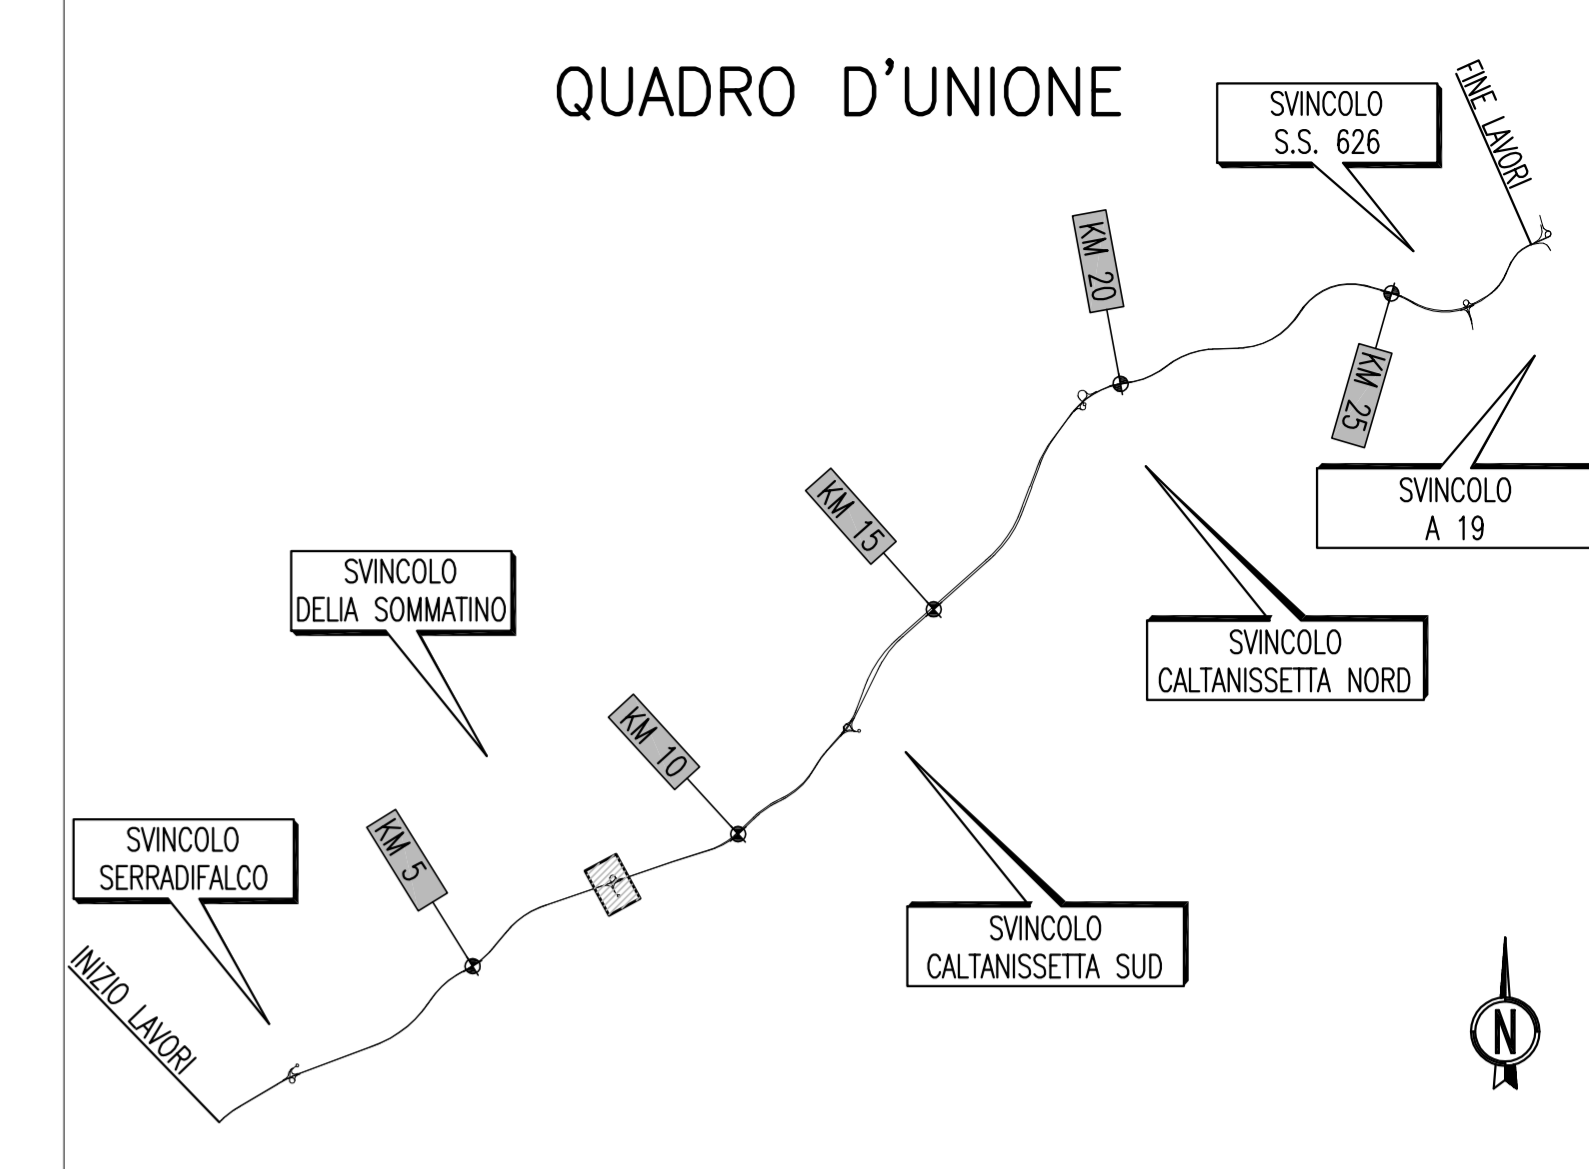 QUADRO D'UNIONE
SVINCOLO
S.S. 626
FINE LAVORI
KM 20
KM 25
SVINCOLO
A 19
KM 15
SVINCOLO
DELIA SOMMATINO
SVINCOLO
CALTANISSETTA NORD
KM 10
SVINCOLO
SERRADIFALCO
KM 5
SVINCOLO
CALTANISSETTA SUD
INIZIO LAVORI
N